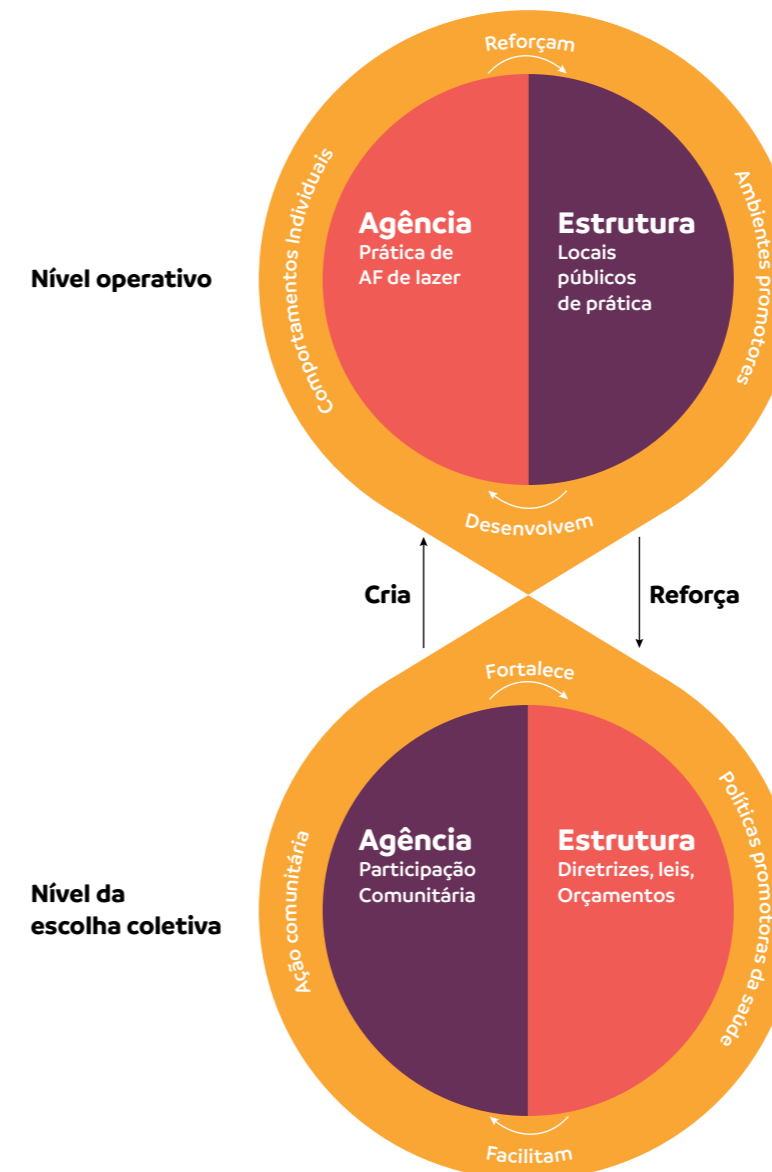 Reforçam
Comportamentos Individuais
Ambientes promotores
Agência
Prática de
AF de lazer
Estrutura
Locais
públicos
de prática
Nível operativo
Desenvolvem
Cria
Reforça
Fortalece
Ação comunitária
Políticas promotoras da saúde
Agência
Participação
Comunitária
Estrutura
Diretrizes, leis,
Orçamentos
Nível da
escolha coletiva
Facilitam